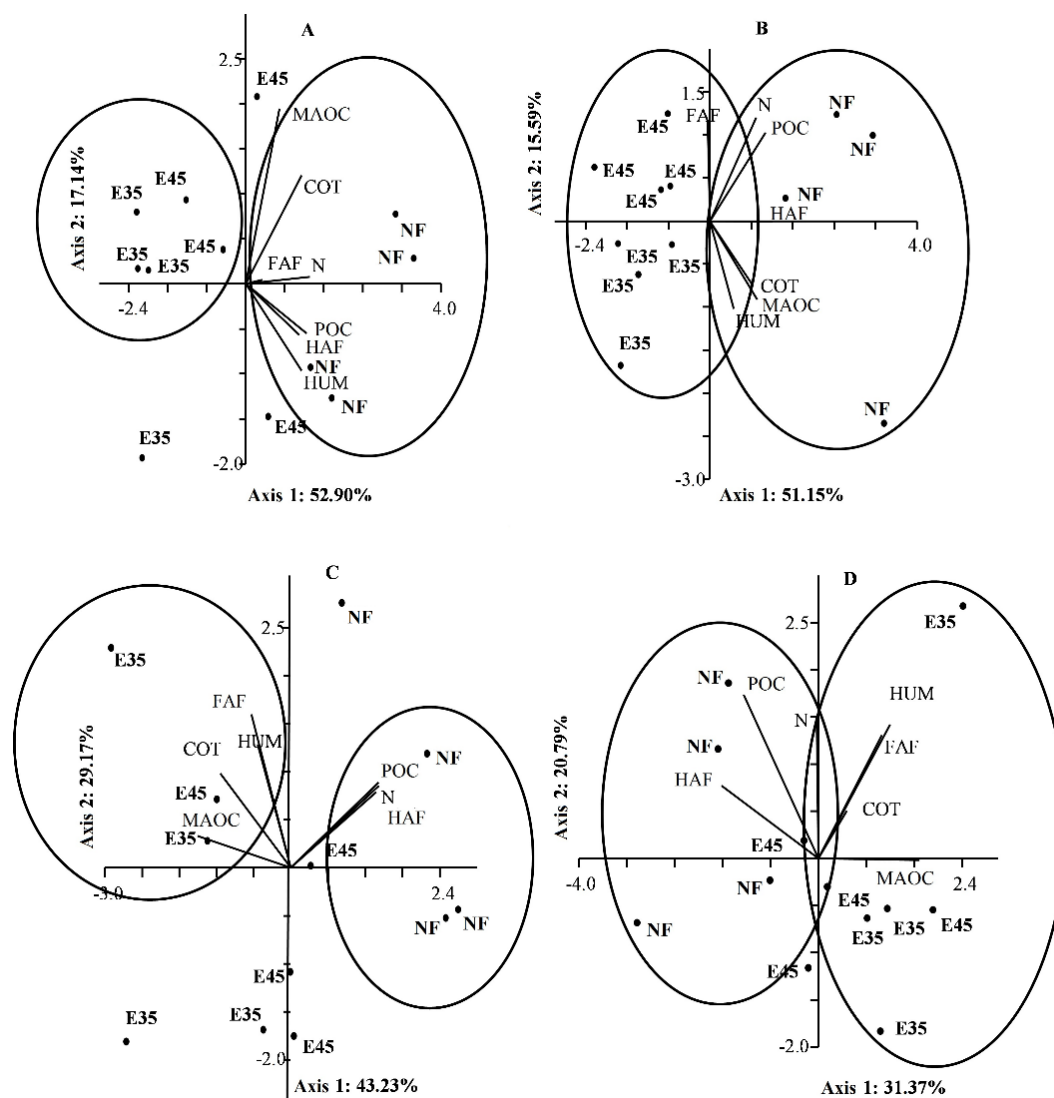 A
2.5
E45
MAOC
Axis 2: 17.14%
E35
E45
COT
NF
E45
E35
E35
FAF
N
NF
-2.4
4.0
POC
HAF
NF
HUM
NF
E45
E35
-2.0
Axis 1: 52.90%
B
1.5
Axis 2: 15.59%
FAF
N
NF
E45
POC
NF
E45
E45
E45
NF
HAF
-2.4
4.0
E35
E35
E35
COT
MAOC
HUM
E35
NF
-3.0
Axis 1: 51.15%
C
NF
2.5
E35
Axis 2: 29.17%
FAF
COT
HUM
NF
POC
N
HAF
E45
MAOC
E35
E45
-3.0
2.4
NF
NF
E45
E35
E35
E45
-2.0
Axis 1: 43.23%
D
2.5
E35
Axis 2: 20.79%
NF
POC
HUM
N
NF
FAF
HAF
COT
E45
-4.0
2.4
MAOC
NF
E45
E35
E35
E45
NF
E45
E35
-2.0
Axis 1: 31.37%